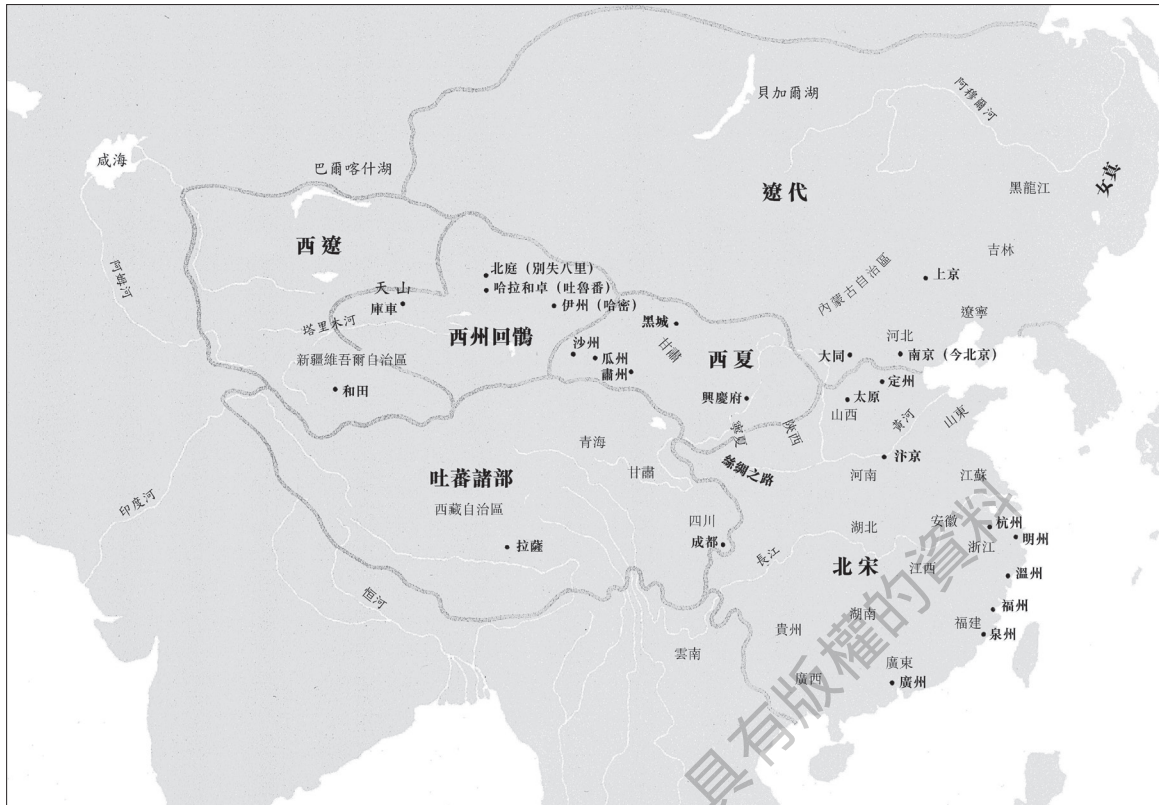 貝加爾湖
阿穆爾河
咸海
巴爾喀什湖
遼代
黑龍江
女真
西遼
吉林
阿姆河
北庭（別失八里）
天山
哈拉和卓（吐魯番）
上京
內蒙古自治區
庫車
伊州（哈密）
遼寧
塔里木河
黑城
西州回鶻
甘肅
河北
新疆維吾爾自治區
沙州
瓜州
西夏
大同
南京（今北京）
肅州
定州
和田
興慶府
太原
山西
黃河
山東
寧夏
陝西
青海
絲綢之路
汴京
吐蕃諸部
甘肅
河南
江蘇
印度河
西藏自治區
四川
湖北
安徽
杭州
拉薩
成都
長江
浙江
明州
北宋
江西
溫州
恒河
湖南
福州
貴州
福建
泉州
雲南
廣東
廣西
廣州
具有版權的資料